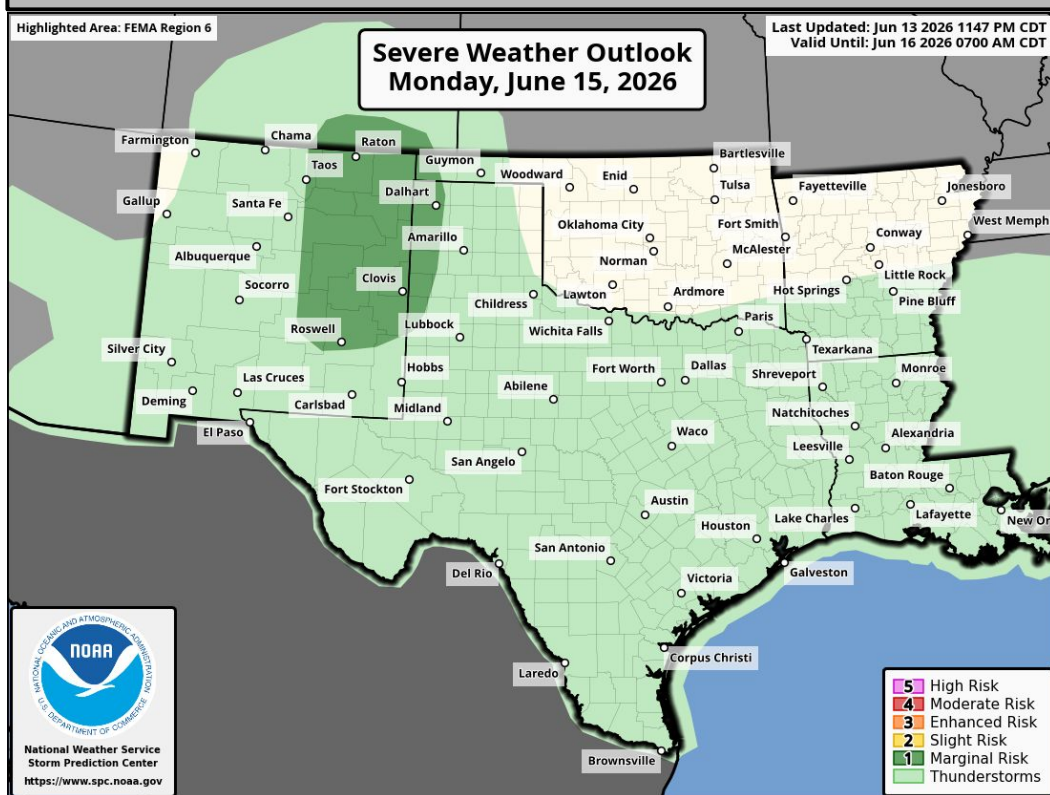 Highlighted Area: FEMA Region 6
Severe Weather Outlook
Monday, June 15, 2026
Last Updated: Jun 13 2026 1147 PM CDT
Valid Until: Jun 16 2026 0700 AM CDT
Farmington
Chama
Raton
Taos
Guymon
Woodward
Enid
Bartlesville
Tulsa
Fayetteville
Jonesboro
Gallup
Santa Fe
Dalhart
Oklahoma City
Fort Smith
West Memph
Albuquerque
Amarillo
Norman
McAlester
Conway
Socorro
Clovis
Childress
Lawton
Ardmore
Hot Springs
Little Rock
Pine Bluff
Roswell
Lubbock
Wichita Falls
Paris
Texarkana
Silver City
Las Cruces
Hobbs
Abilene
Fort Worth
Dallas
Shreveport
Monroe
Deming
Carlsbad
Midland
Natchitoches
El Paso
Waco
Leesville
Alexandria
San Angelo
Baton Rouge
Fort Stockton
Austin
Houston
Lake Charles
Lafayette
New Or
San Antonio
Del Rio
Victoria
Galveston
Laredo
Corpus Christi
Brownsville
NATIONAL OCEANIC AND ATMOSPHERIC ADMINISTRATION
NOAA
U.S. DEPARTMENT OF COMMERCE
National Weather Service
Storm Prediction Center
https://www.spc.noaa.gov
5 High Risk
4 Moderate Risk
3 Enhanced Risk
2 Slight Risk
1 Marginal Risk
Thunderstorms